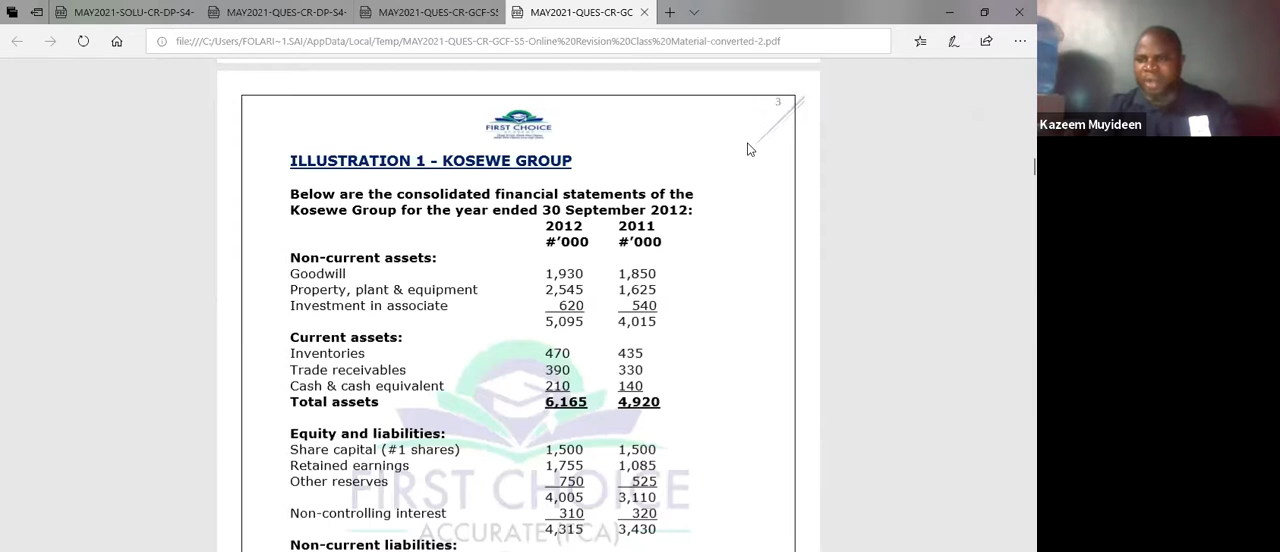 MAY2021-SOLU-CR-DP-S4-
MAY2021-QUES-CR-DP-S4-
MAY2021-QUES-CR-GCF-S5
MAY2021-QUES-CR-GC
file:///C:/Users/FOLARI~1.SAI/AppData/Local/Temp/MAY2021-QUES-CR-GCF-S5-Online%20Revision%20Class%20Material-converted-2.pdf
Kazeem Muyideen
3
FIRST CHOICE
ILLUSTRATION 1 - KOSEWE GROUP
Below are the consolidated financial statements of the
Kosewe Group for the year ended 30 September 2012:
2012 2011
#'000 #'000
Non-current assets:
Goodwill 1,930 1,850
Property, plant & equipment 2,545 1,625
Investment in associate 620 540
5,095 4,015
Current assets:
Inventories 470 435
Trade receivables 390 330
Cash & cash equivalent 210 140
Total assets 6,165 4,920
Equity and liabilities:
Share capital (#1 shares) 1,500 1,500
Retained earnings 1,755 1,085
Other reserves 750 525
4,005 3,110
Non-controlling interest 310 320
4,315 3,430
Non-current liabilities:
FIRST CHOICE
ACCURATE (FCA)